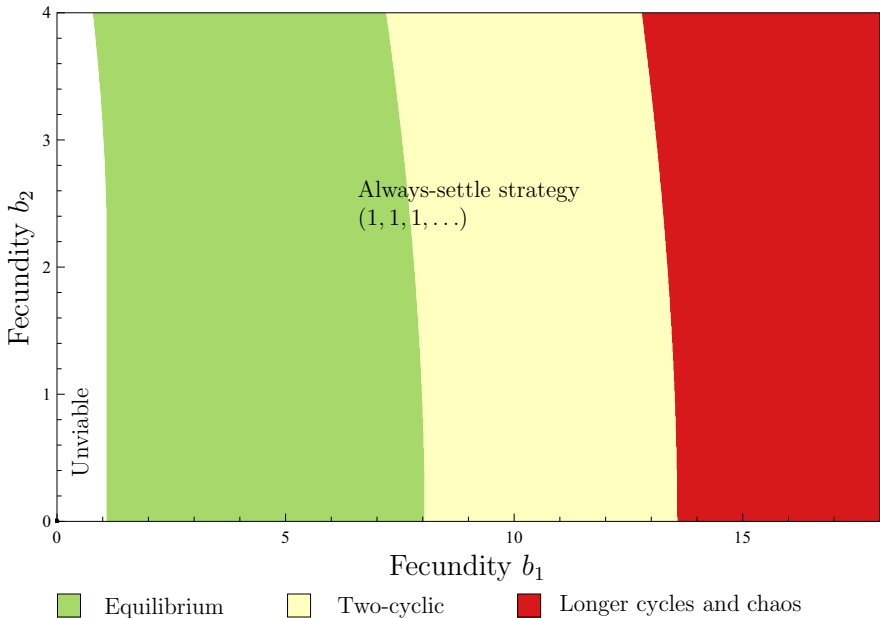 4
3
2
1
0
Fecundity b₂
Unviable
Always-settle strategy
(1, 1, 1, …)
0 5 10 15
Fecundity b₁
Equilibrium Two-cyclic Longer cycles and chaos